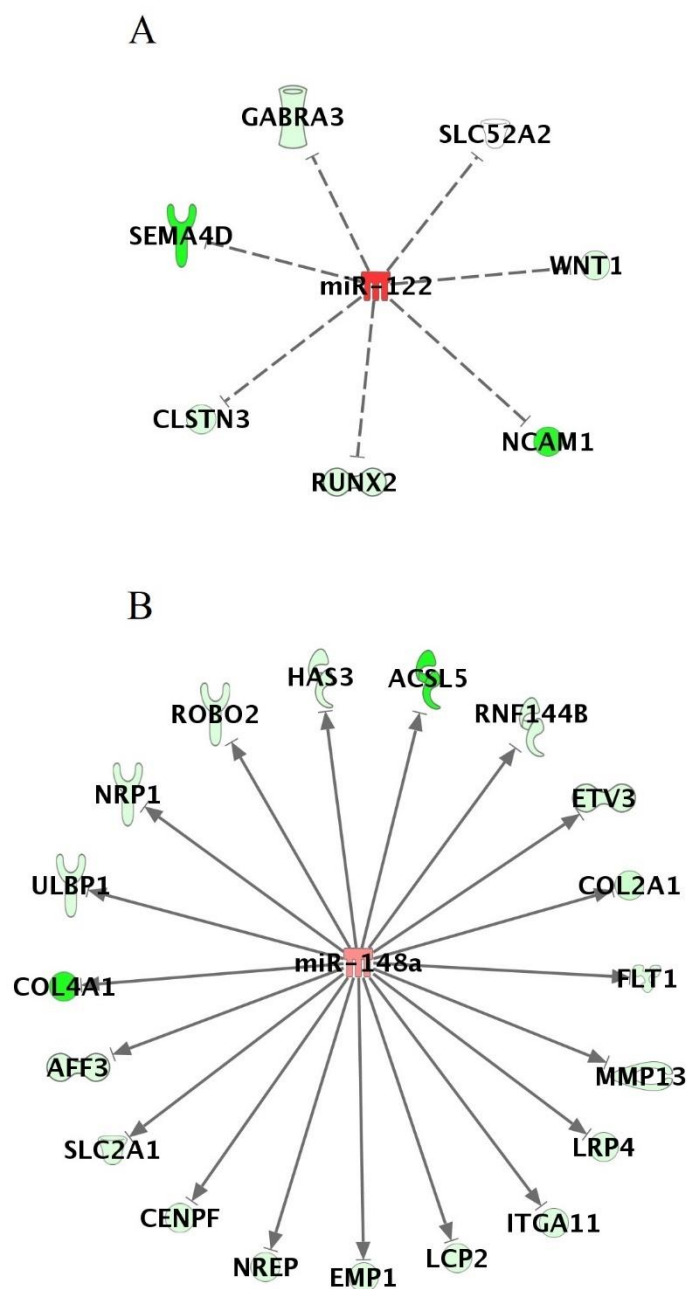 A
GABRA3
SLC52A2
SEMA4D
WNT1
miR-122
CLSTN3
NCAM1
RUNX2
B
HAS3
ACSL5
ROBO2
RNF144B
NRP1
ETV3
ULBP1
COL2A1
miR-148a
COL4A1
FLT1
AFF3
MMP13
SLC2A1
LRP4
CENPF
ITGA11
NREP
EMP1
LCP2